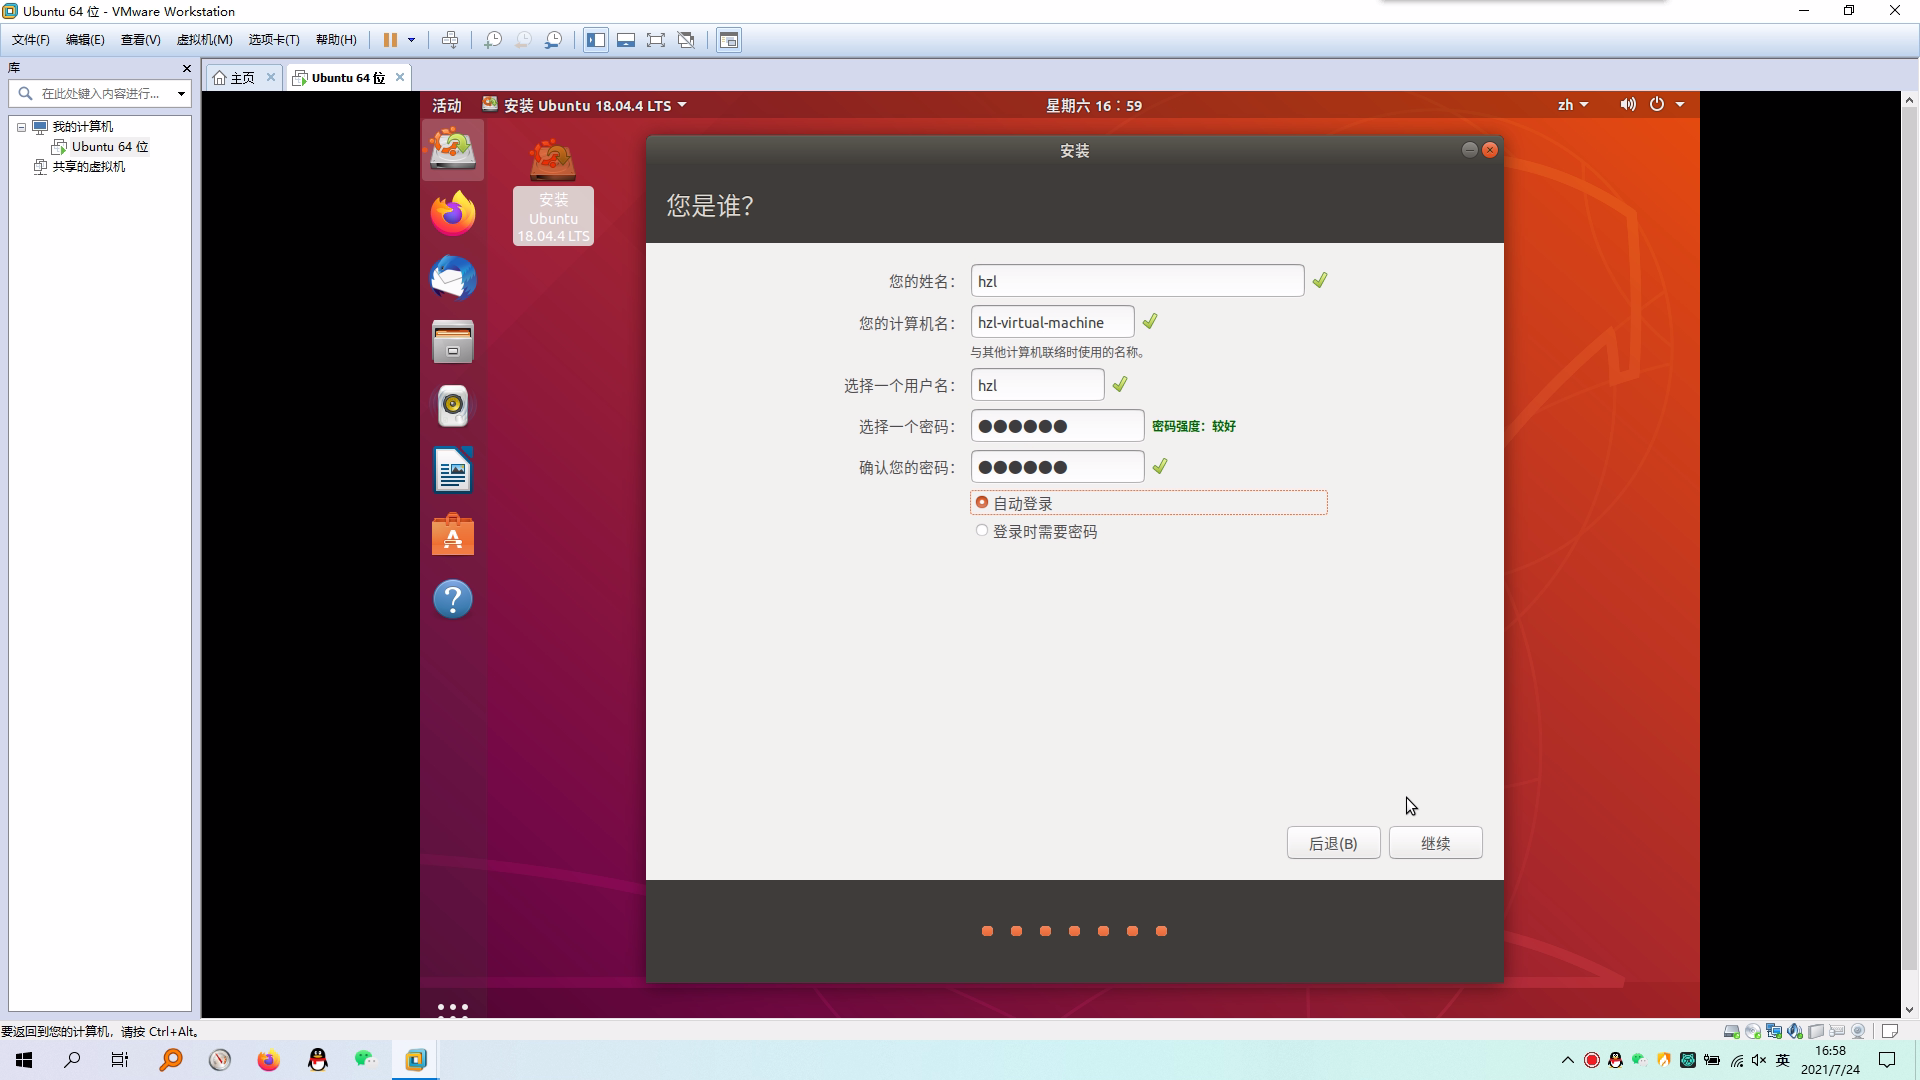 Ubuntu 64 位 - VMware Workstation
文件(F) 编辑(E) 查看(V) 虚拟机(M) 选项卡(T) 帮助(H)
库
主页
Ubuntu 64 位
在此处键入内容进行...
我的计算机
Ubuntu 64 位
共享的虚拟机
活动 安装 Ubuntu 18.04.4 LTS 星期六 16：59 zh
安装
Ubuntu
18.04.4 LTS
安装
您是谁？
您的姓名： hzl
您的计算机名： hzl-virtual-machine
与其他计算机联络时使用的名称。
选择一个用户名： hzl
选择一个密码： ●●●●●● 密码强度：较好
确认您的密码： ●●●●●●
自动登录
登录时需要密码
后退(B) 继续
要返回到您的计算机，请按 Ctrl+Alt。
英
16:58
2021/7/24